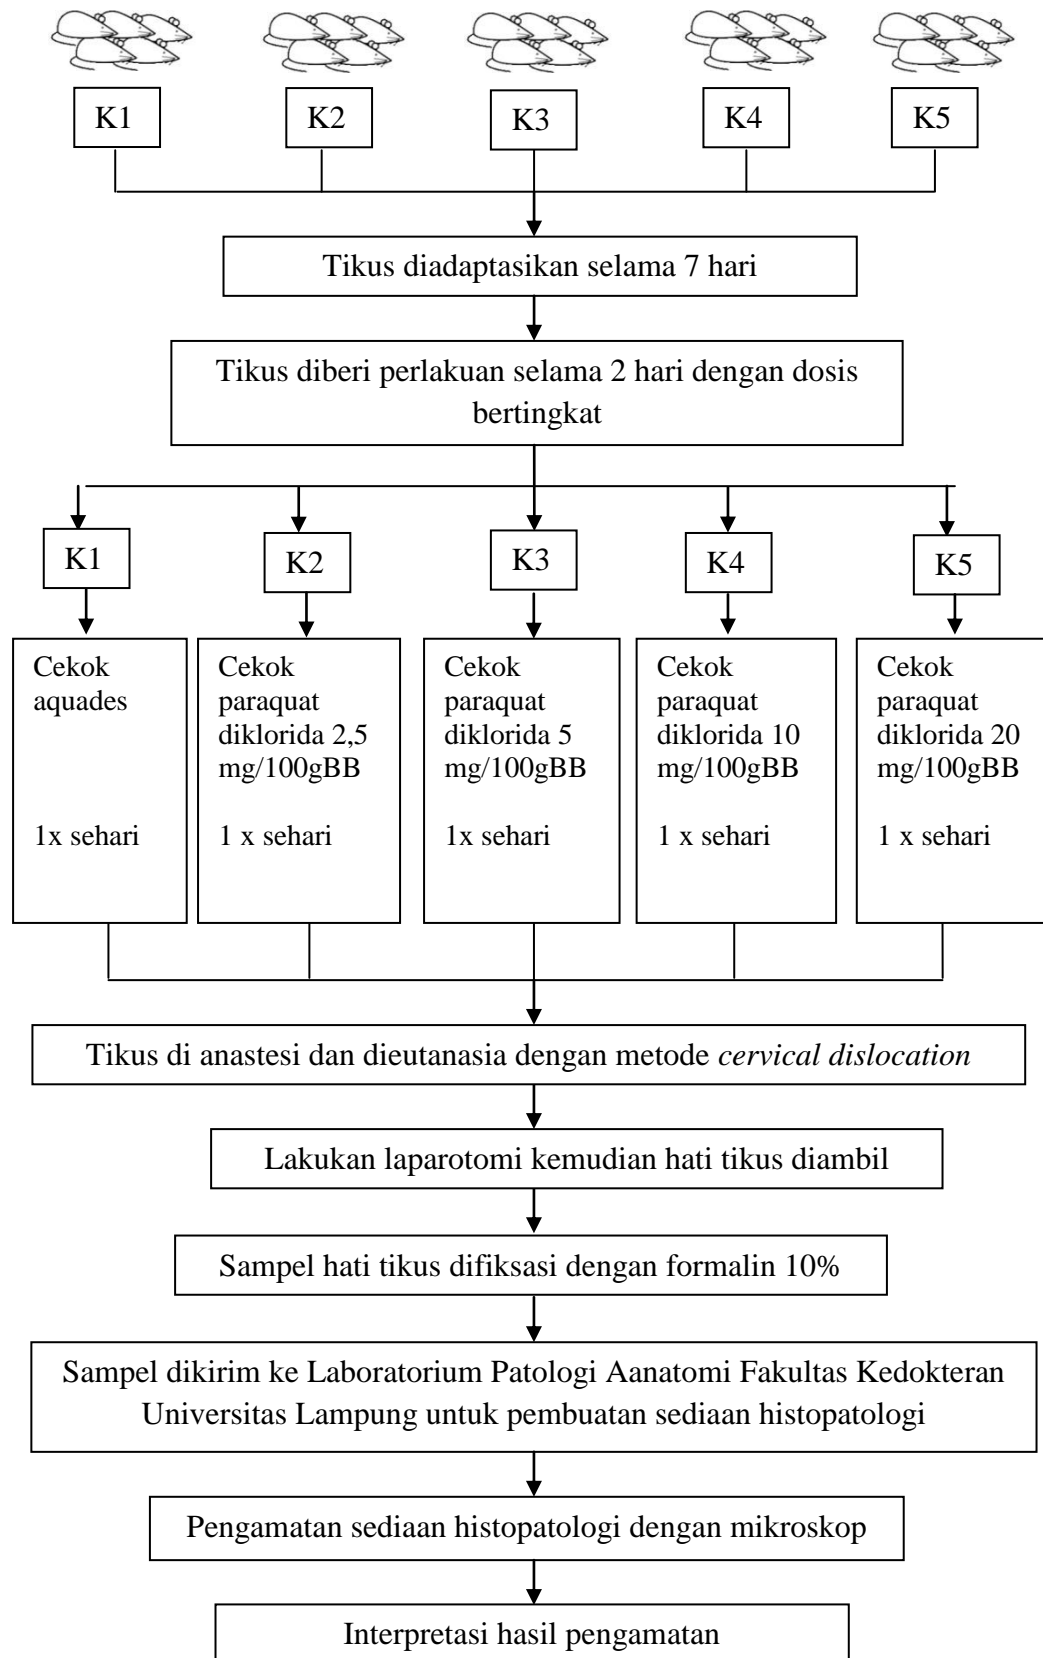 K1
K2
K3
K4
K5
Tikus diadaptasikan selama 7 hari
Tikus diberi perlakuan selama 2 hari dengan dosis
bertingkat
K1
K2
K3
K4
K5
Cekok
aquades
1x sehari
Cekok
paraquat
diklorida 2,5
mg/100gBB
1 x sehari
Cekok
paraquat
diklorida 5
mg/100gBB
1x sehari
Cekok
paraquat
diklorida 10
mg/100gBB
1 x sehari
Cekok
paraquat
diklorida 20
mg/100gBB
1 x sehari
Tikus di anastesi dan dieutanasia dengan metode cervical dislocation
Lakukan laparotomi kemudian hati tikus diambil
Sampel hati tikus difiksasi dengan formalin 10%
Sampel dikirim ke Laboratorium Patologi Aanatomi Fakultas Kedokteran
Universitas Lampung untuk pembuatan sediaan histopatologi
Pengamatan sediaan histopatologi dengan mikroskop
Interpretasi hasil pengamatan